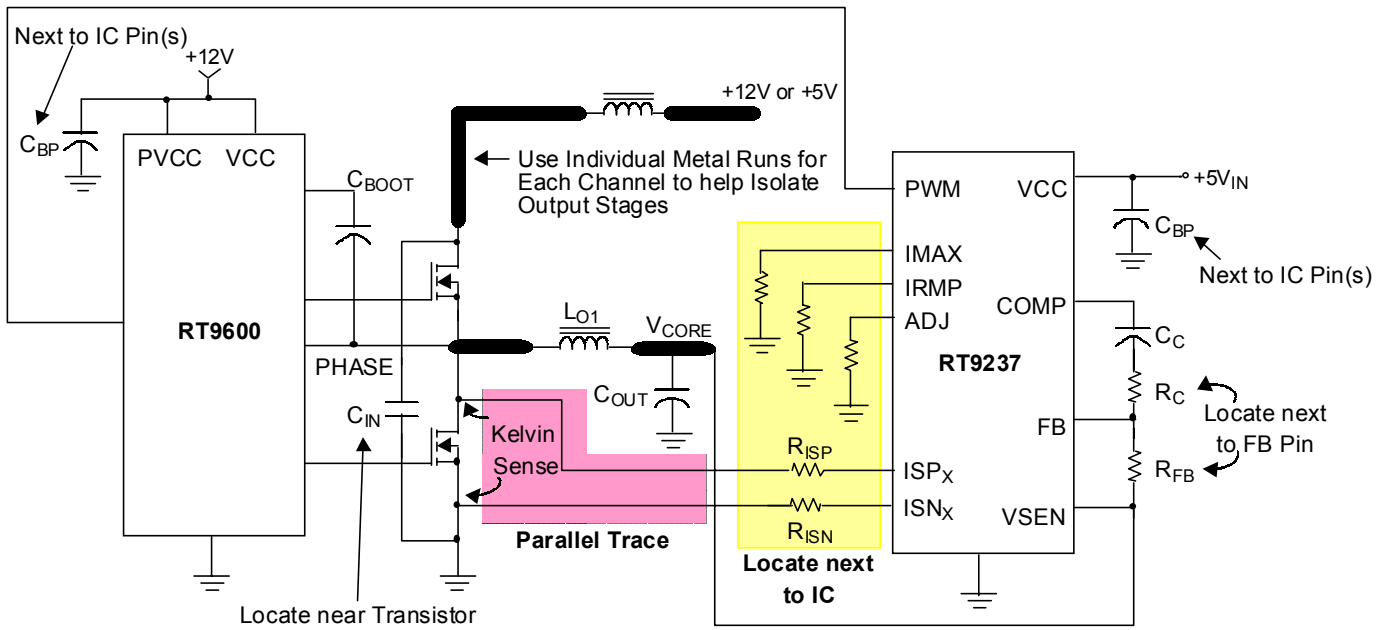 Next to IC Pin(s)
+12V
CBP
PVCC VCC
CBOOT
RT9600
PHASE
CIN
Locate near Transistor
+12V or +5V
Use Individual Metal Runs for
Each Channel to help Isolate
Output Stages
LO1
VCORE
COUT
Kelvin
Sense
Parallel Trace
RISP
RISN
Locate next
to IC
PWM
VCC
IMAX
IRMP
COMP
ADJ
RT9237
FB
ISPX
ISNX
VSEN
+5VIN
CBP
Next to IC Pin(s)
CC
RC
Locate next
to FB Pin
RFB